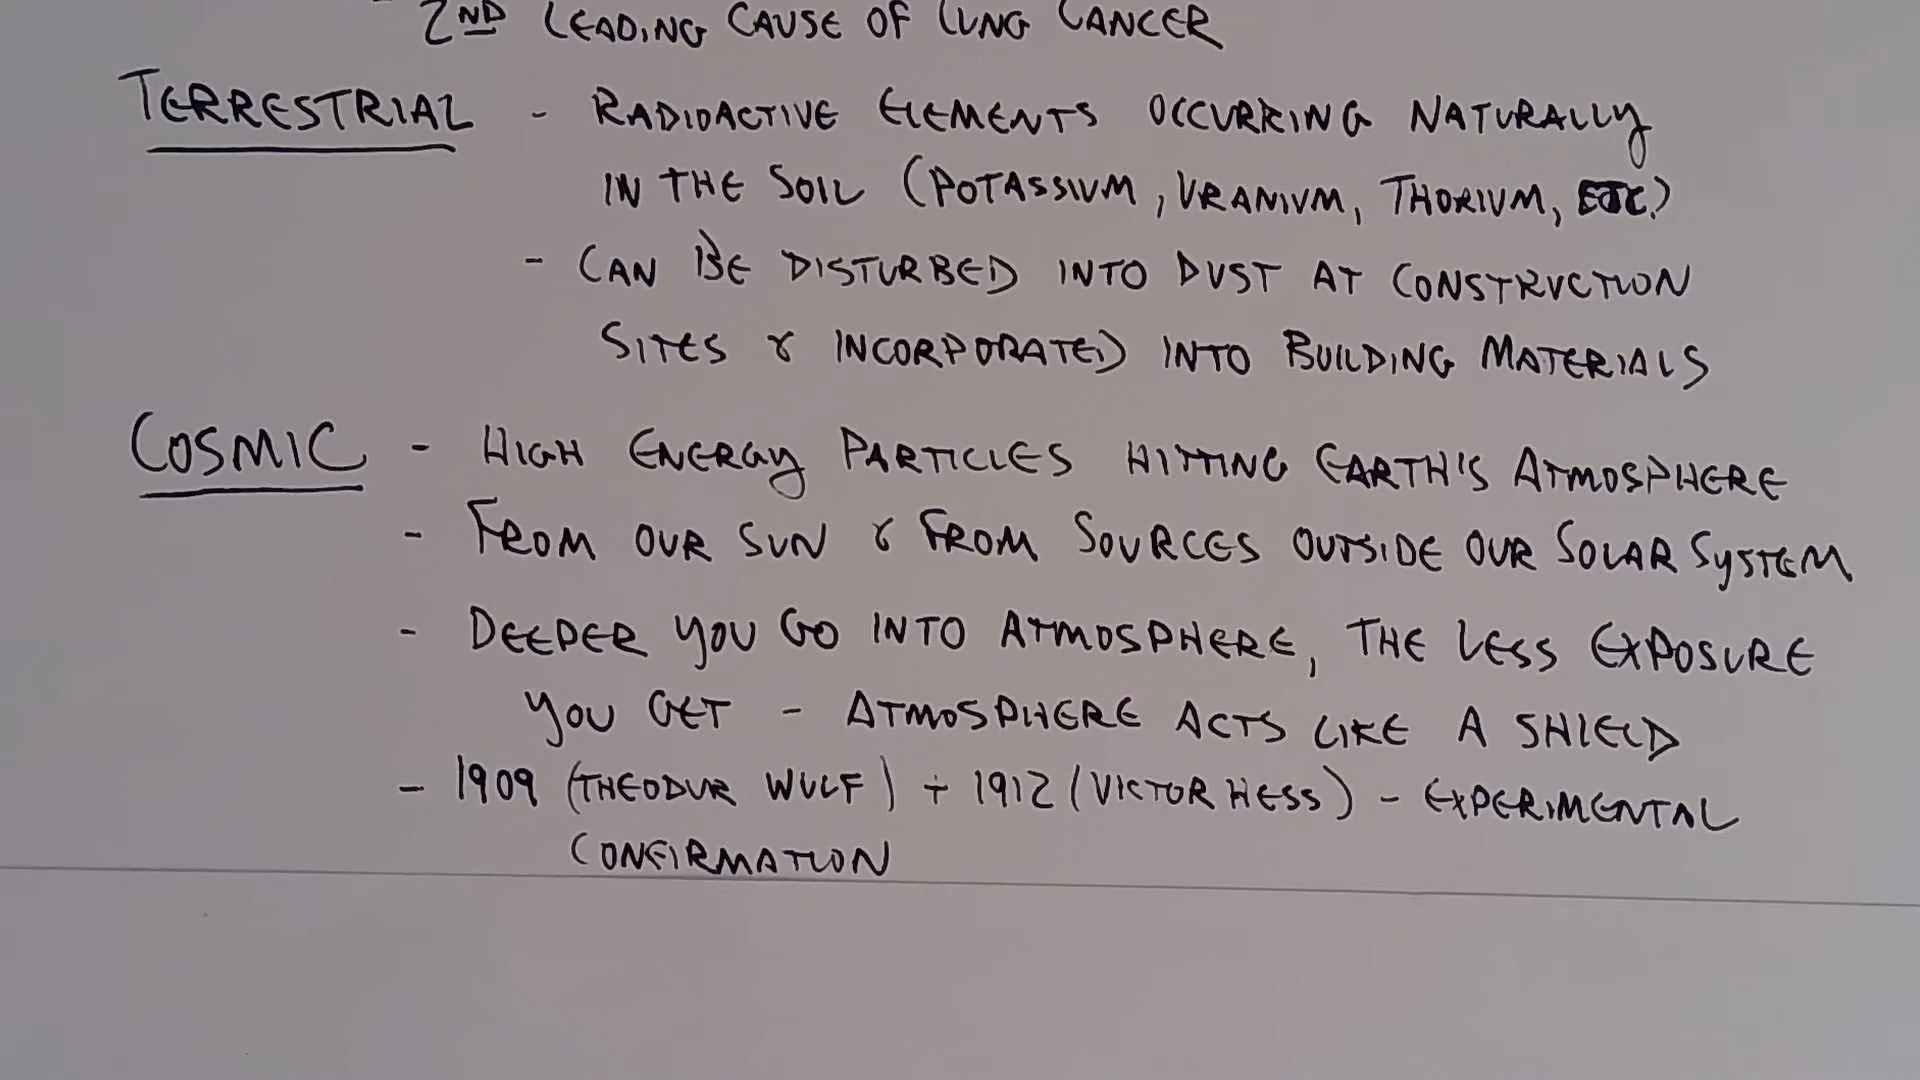 - 2ND LEADING CAUSE OF LUNG CANCER
TERRESTRIAL - RADIOACTIVE ELEMENTS OCCURRING NATURALLY
IN THE SOIL (POTASSIUM, URANIUM, THORIUM, ETC.)
- CAN BE DISTURBED INTO DUST AT CONSTRUCTION
SITES & INCORPORATED INTO BUILDING MATERIALS
COSMIC - HIGH ENERGY PARTICLES HITTING EARTH'S ATMOSPHERE
- FROM OUR SUN & FROM SOURCES OUTSIDE OUR SOLAR SYSTEM
- DEEPER YOU GO INTO ATMOSPHERE, THE LESS EXPOSURE
YOU GET - ATMOSPHERE ACTS LIKE A SHIELD
- 1909 (THEODUR WULF) + 1912 (VICTOR HESS) - EXPERIMENTAL
CONFIRMATION